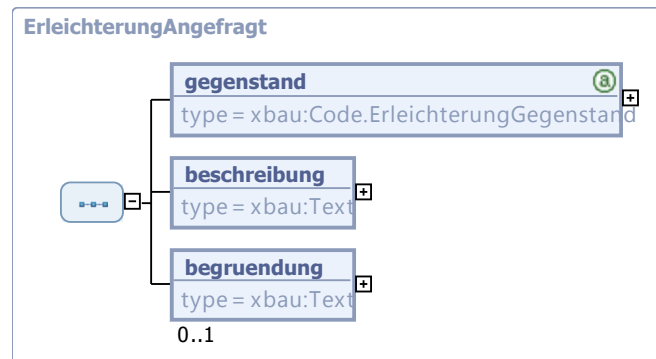 ErleichterungAngefragt
gegenstand a
type = xbau:Code.ErleichterungGegenstand
beschreibung
type = xbau:Text
begruendung
type = xbau:Text
0..1